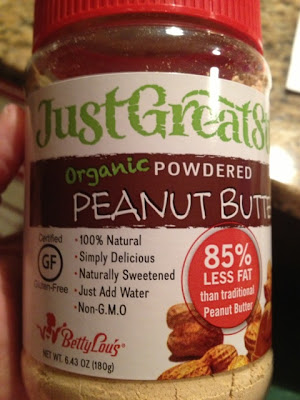 JustGreatSt
Organic POWDERED
PEANUT BUTTE
Certified
GF
Gluten-Free
• 100% Natural
• Simply Delicious
• Naturally Sweetened
• Just Add Water
• Non-G.M.O
85%
LESS FAT
than traditional
Peanut Butter
BettyLou's
NET WT. 6.43 OZ (180g)